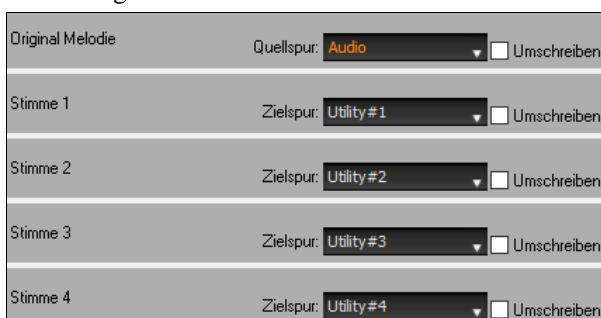 Original Melodie Quellspur: Audio Umschreiben
Stimme 1 Zielspur: Utility#1 Umschreiben
Stimme 2 Zielspur: Utility#2 Umschreiben
Stimme 3 Zielspur: Utility#3 Umschreiben
Stimme 4 Zielspur: Utility#4 Umschreiben